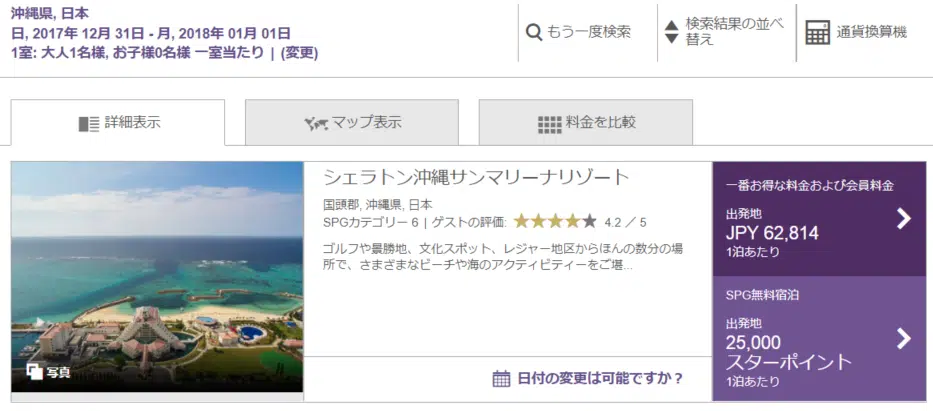 沖縄県, 日本
日, 2017年 12月 31日 - 月, 2018年 01月 01日
1室: 大人1名様, お子様0名様 一室当たり | (変更)
もう一度検索
検索結果の並べ
替え
通貨換算機
詳細表示
マップ表示
料金を比較
シェラトン沖縄サンマリーナリゾート
国頭郡, 沖縄県, 日本
SPGカテゴリー 6 | ゲストの評価: 4.2 ／ 5
ゴルフや景勝地、文化スポット、レジャー地区からほんの数分の場
所で、さまざまなビーチや海のアクティビティーをご堪...
日付の変更は可能ですか？
写真
一番お得な料金および会員料金
出発地
JPY 62,814
1泊あたり
SPG無料宿泊
出発地
25,000
スターポイント
1泊あたり